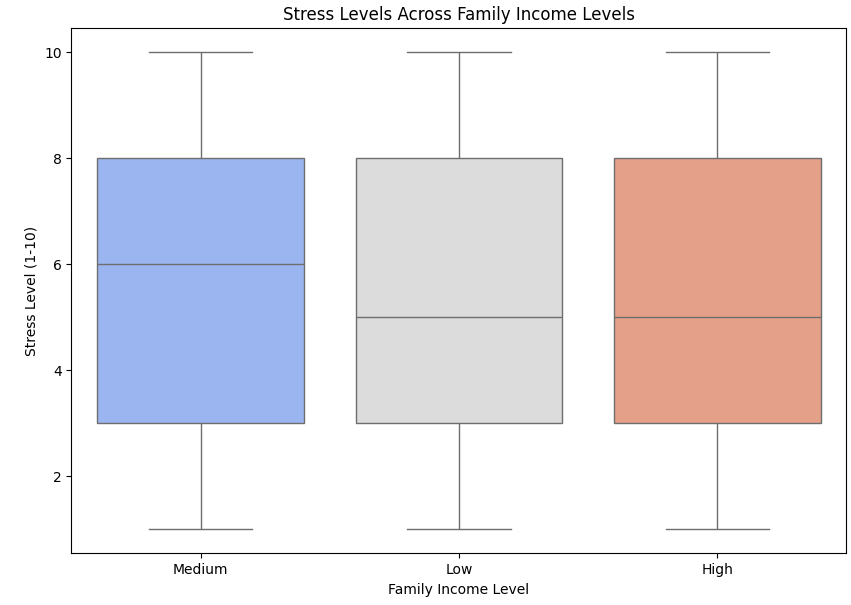 Stress Levels Across Family Income Levels
Stress Level (1-10)
10
8
6
4
2
Medium Low High
Family Income Level